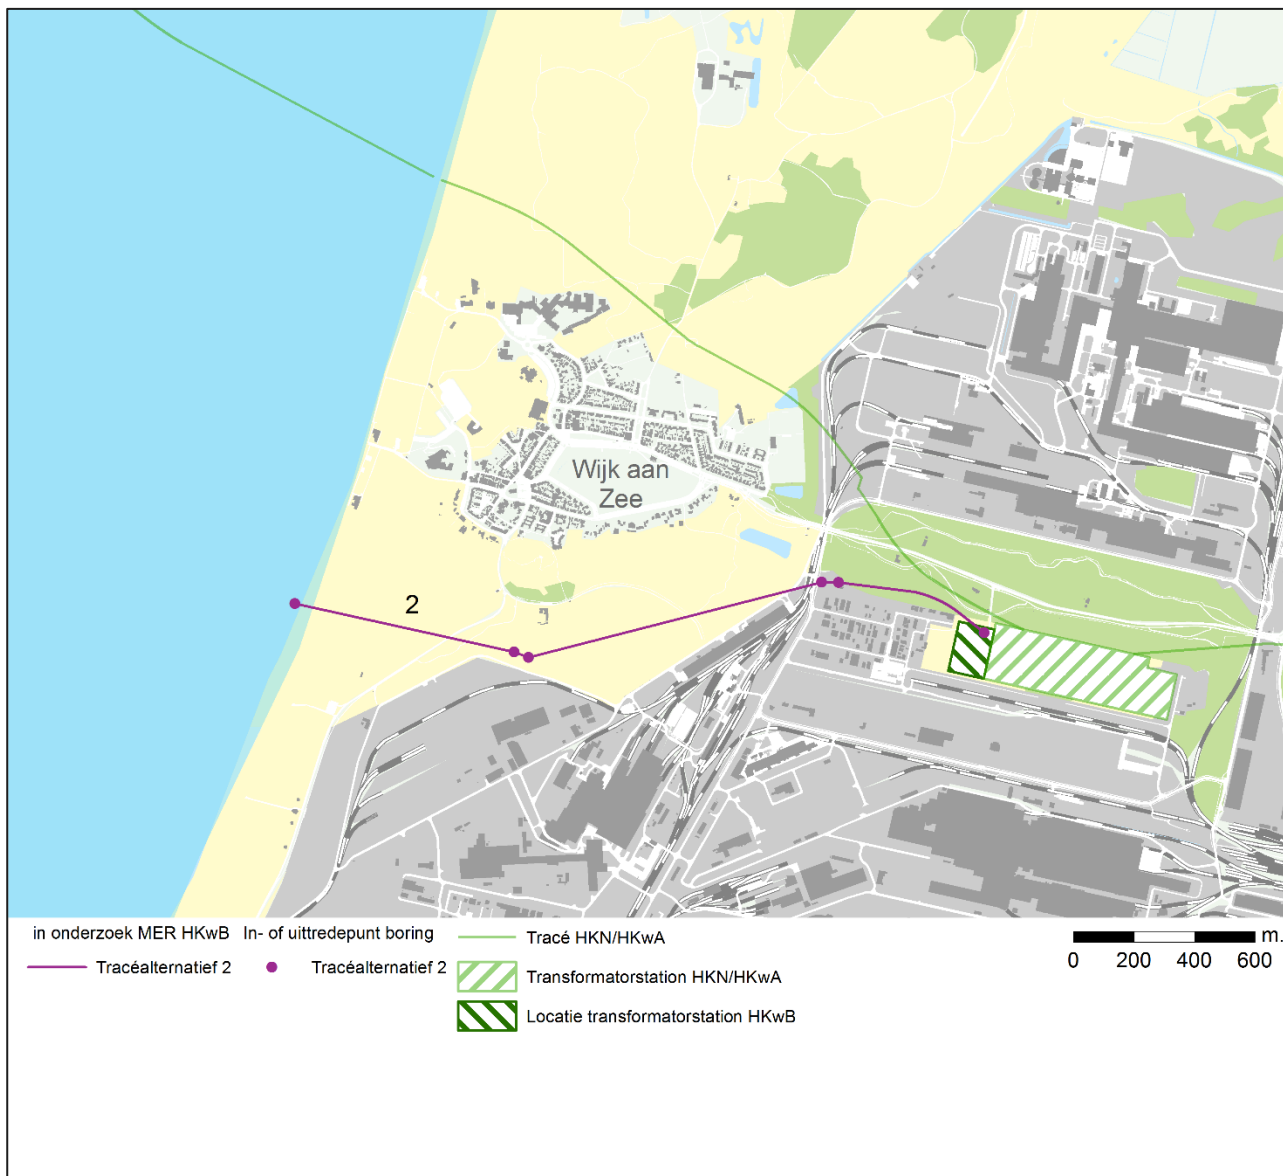 Wijk aan
Zee
2
in onderzoek MER HKwB In- of uittredepunt boring
Tracéalternatief 2 Tracéalternatief 2
Tracé HKN/HKwA
Transformatorstation HKN/HKwA
Locatie transformatorstation HKwB
m.
0 200 400 600